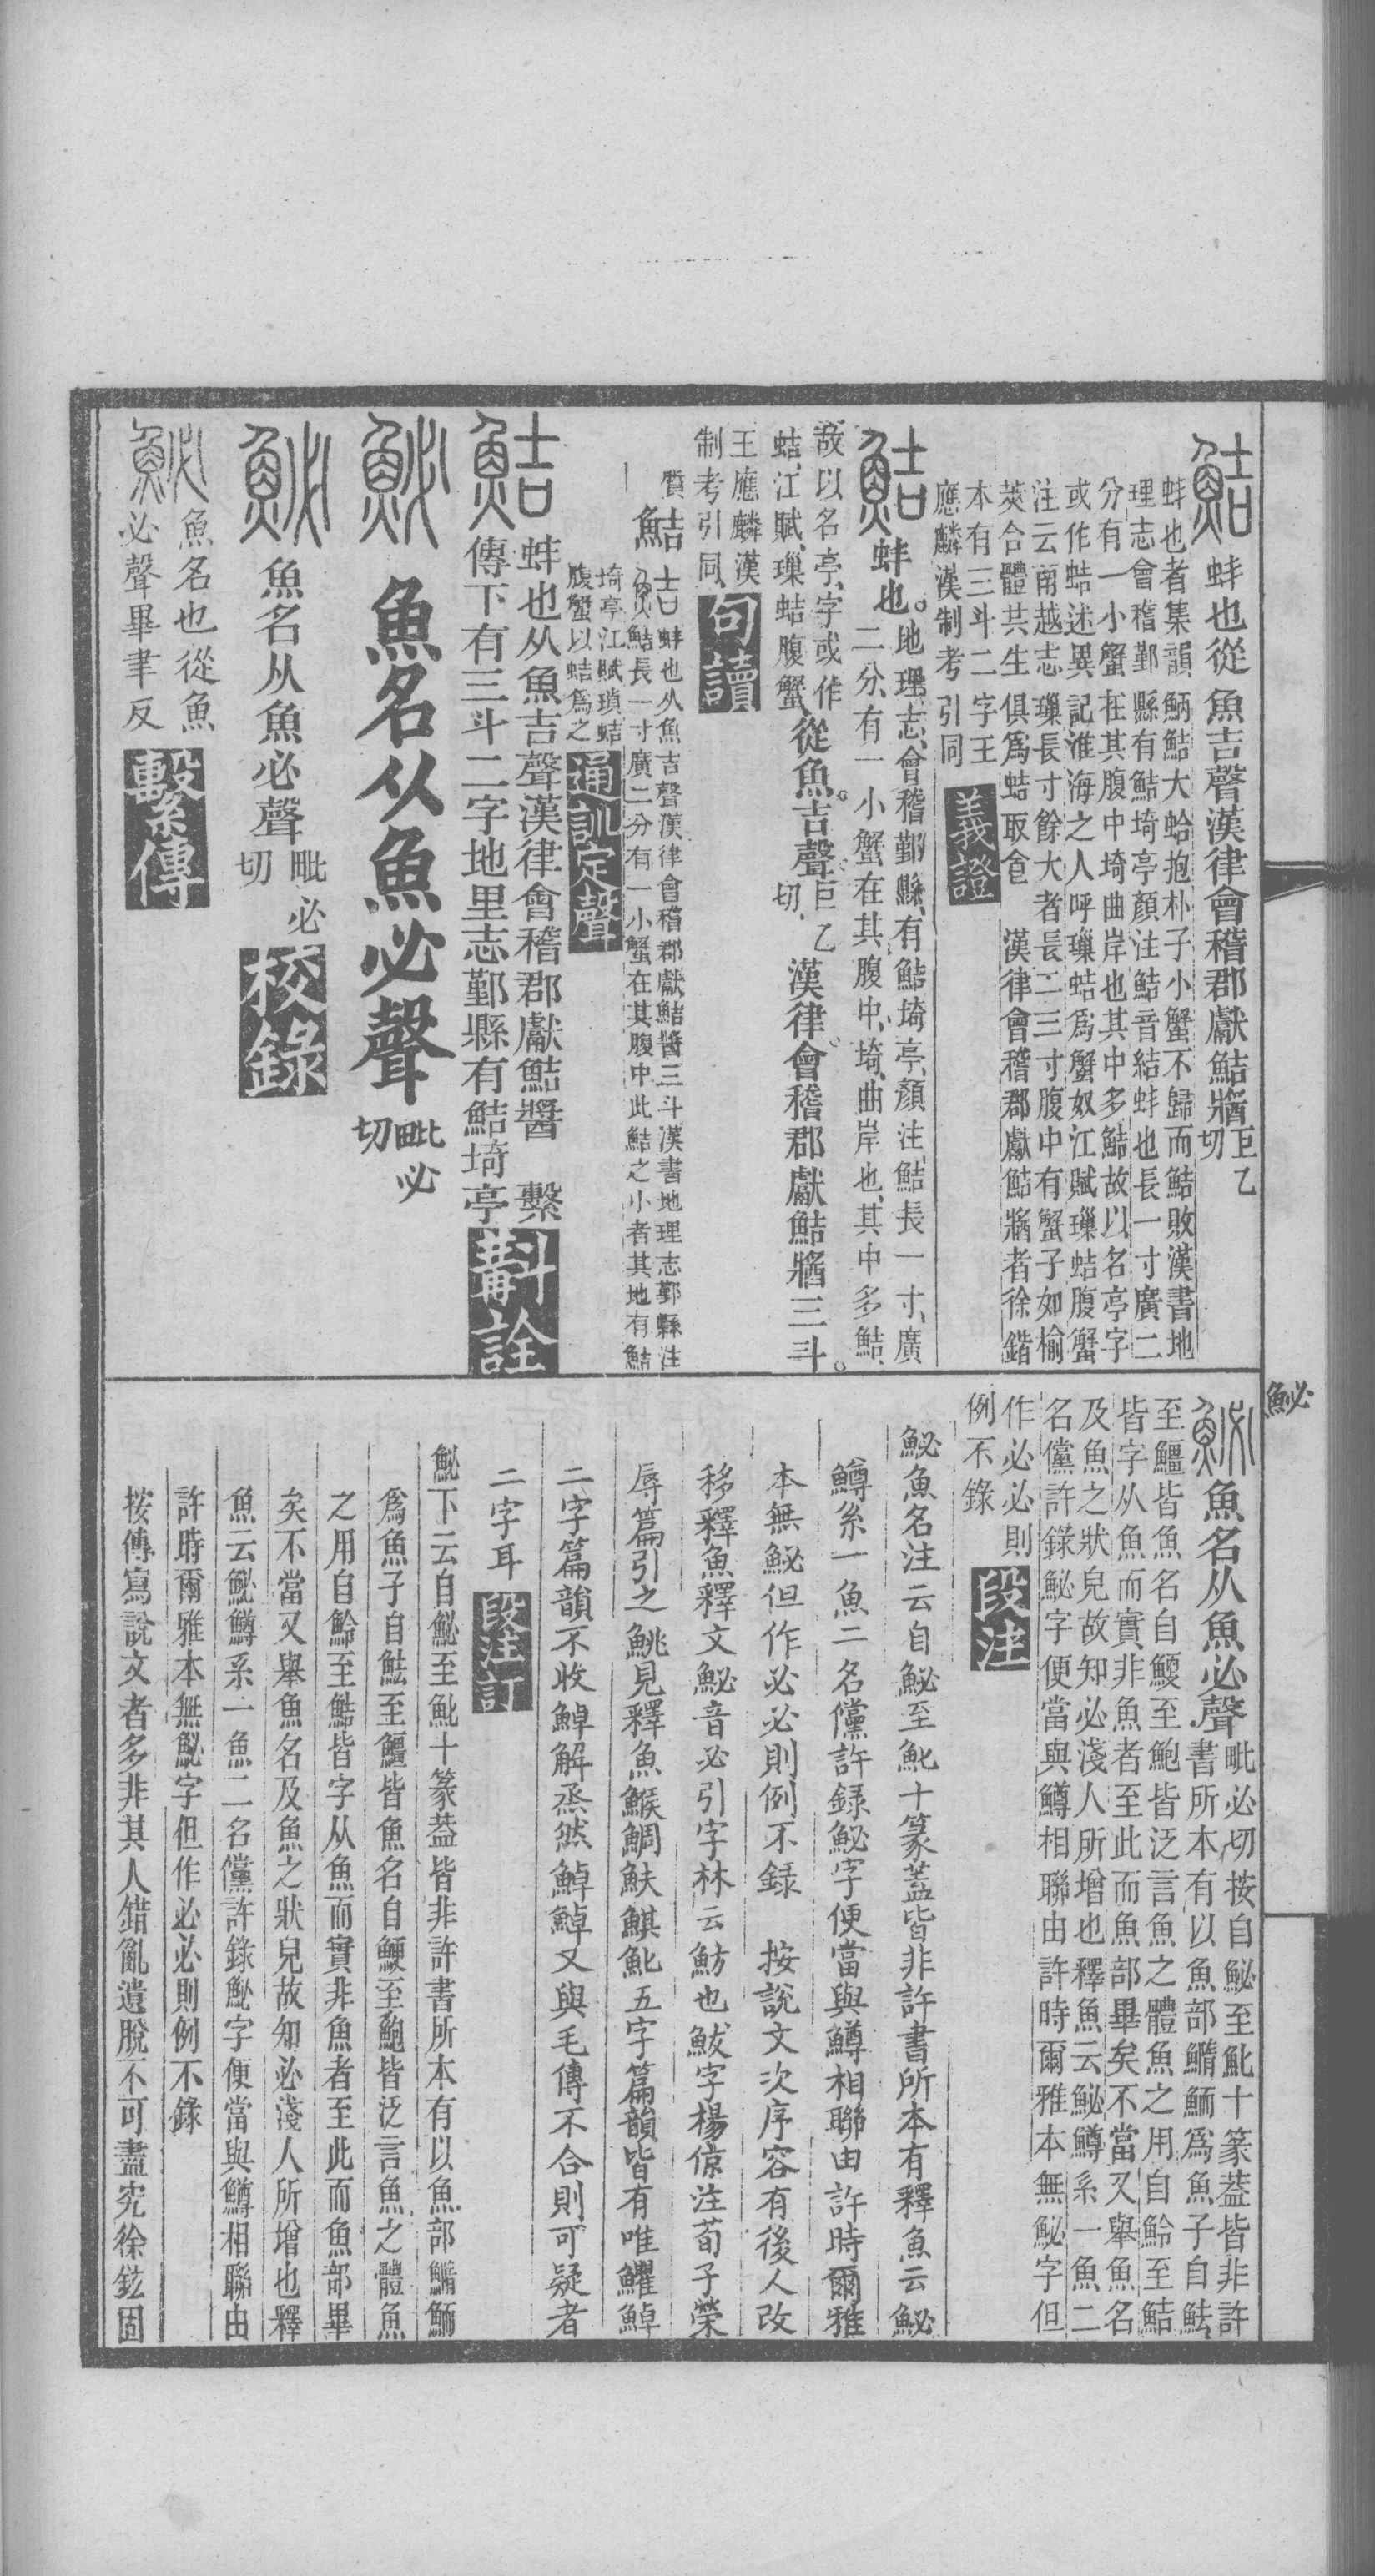 鮚蚌也從魚吉聲漢律會稽郡獻鮚牆巨乙切
蚌也者集韻鮞鮚大蛤抱朴子小蟹不歸而鮚敗漢書地
理志會稽鄞縣有鮚埼亭顏注鮚音結蚌也長一寸廣二
分有一小蟹在其腹中埼曲岸也其中多鮚故以名亭字
或作蛣述異記淮海之人呼璅蛣爲蟹奴江賦璅蛣腹蟹
注云南越志璅長寸餘大者長二三寸腹中有蟹子如榆
莢合體共生俱爲蛣取食　漢律會稽郡獻鮚牆者徐鍇
本有三斗二字王
應麟漢制考引同
義證
鮚蚌也。地理志會稽鄞縣有鮚埼亭、顏注、鮚長一寸、廣
二分、有一小蟹在其腹中、埼、曲岸也、其中多鮚、
故以名亭、字或作
蛣、江賦、璅蛣腹蟹、
從魚。吉聲。巨乙切、漢律。會稽郡獻鮚牆三斗。
王應麟漢
制考引同、
句讀
質
鮚
蚌也从魚吉聲漢律會稽郡獻鮚醬三斗漢書地理志鄞縣注
鮚長一寸廣二分有一小蟹在其腹中此鮚之小者其地有鮚
埼亭江賦瑣蛣
腹蟹以蛣爲之
通訓定聲
鮚蚌也从魚吉聲漢律會稽郡獻鮚醬　繫
傳下有三斗二字地里志鄞縣有鮚埼亭
斠詮
魚名从魚必聲毗必切
魮魚名从魚必聲毗必切
校錄
魚名也從魚
必聲畢聿反
繫傳
鮅
鮅魚名从魚必聲毗必切按自鮅至魤十篆葢皆非許
書所本有以魚部鱅鮞爲魚子自魼
至鱷皆魚名自鰋至鮑皆泛言魚之體魚之用自魿至鮚
皆字从魚而實非魚者至此而魚部畢矣不當又舉魚名
及魚之狀皃故知必淺人所增也釋魚云鮅鱒系一魚二
名儻許錄鮅字便當與鱒相聯由許時爾雅本無鮅字但
作必必則
例不錄
段注
鮅魚名注云自鮅至魤十篆葢皆非許書所本有釋魚云鮅
鱒系一魚二名儻許録鮅字便當與鱒相聯由許時爾雅
本無鮅但作必必則例不録　按說文次序容有後人改
移釋魚釋文鮅音必引字林云魴也鮁字楊倞注荀子榮
辱篇引之鮡見釋魚鯸鯛鮇鯕魤五字篇韻皆有唯鸐鯙
二字篇韻不收鯙解烝然鯙鯙又與毛傳不合則可疑者
二字耳
段注訂
鮅下云自鮅至魤十篆葢皆非許書所本有以魚部鱅鮞
爲魚子自魼至鱷皆魚名自鰋至鮑皆泛言魚之體魚
之用自魿至鮚皆字从魚而實非魚者至此而魚部畢
矣不當又舉魚名及魚之狀皃故知必淺人所增也釋
魚云鮅鱒系一魚二名儻許錄鮅字便當與鱒相聯由
許時爾雅本無鮅字但作必必則例不錄
按傳寫說文者多非其人錯亂遺脫不可盡究徐鉉固